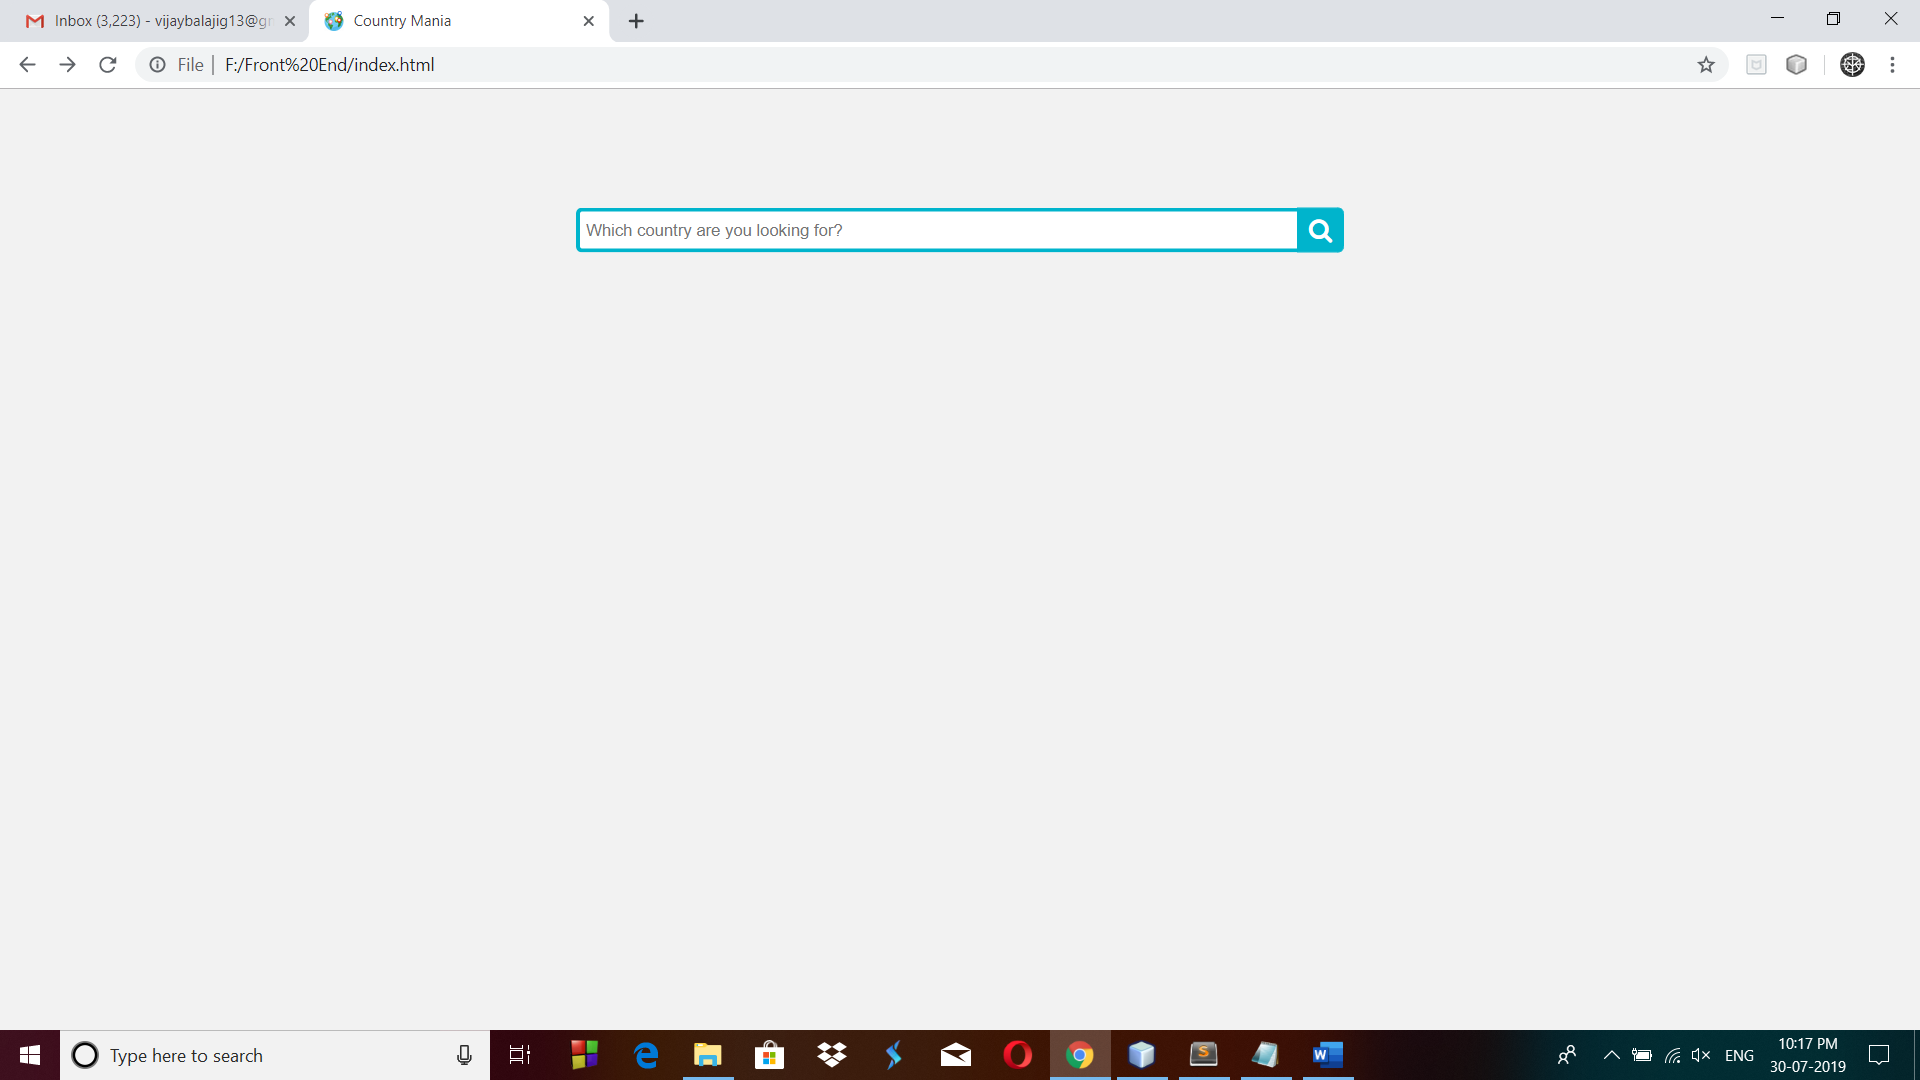 Inbox (3,223) - vijaybalajig13@gr
Country Mania
File | F:/Front%20End/index.html
Which country are you looking for?
Type here to search
S
W
ENG
10:17 PM
30-07-2019